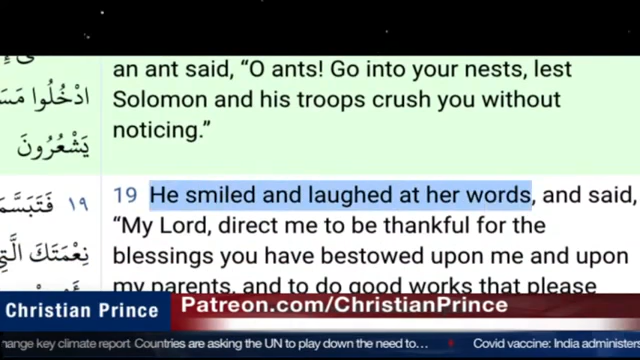 an ant said, “O ants! Go into your nests, lest
ادْخُلُوا
Solomon and his troops crush you without
يَشْعُرُونَ
noticing.”
١٩
19 He smiled and laughed at her words, and said,
“My Lord, direct me to be thankful for the
نِعْمَتَكَ
blessings you have bestowed upon me and upon
my parents, and to do good works that please
Christian Prince
Patreon.com/ChristianPrince
change key climate report Countries are asking the UN to play down the need to… Covid vaccine: India administers